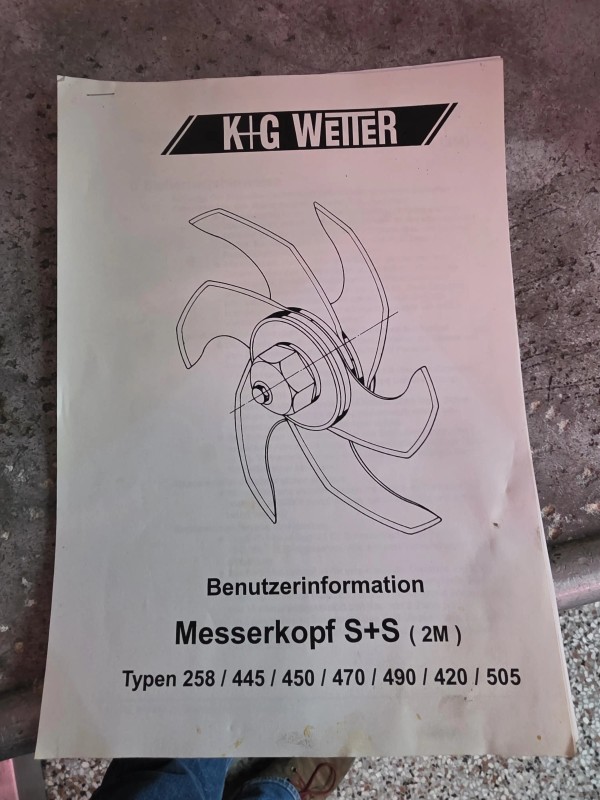 K+G WETTER
Benutzerinformation
Messerkopf S+S ( 2M )
Typen 258 / 445 / 450 / 470 / 490 / 420 / 505